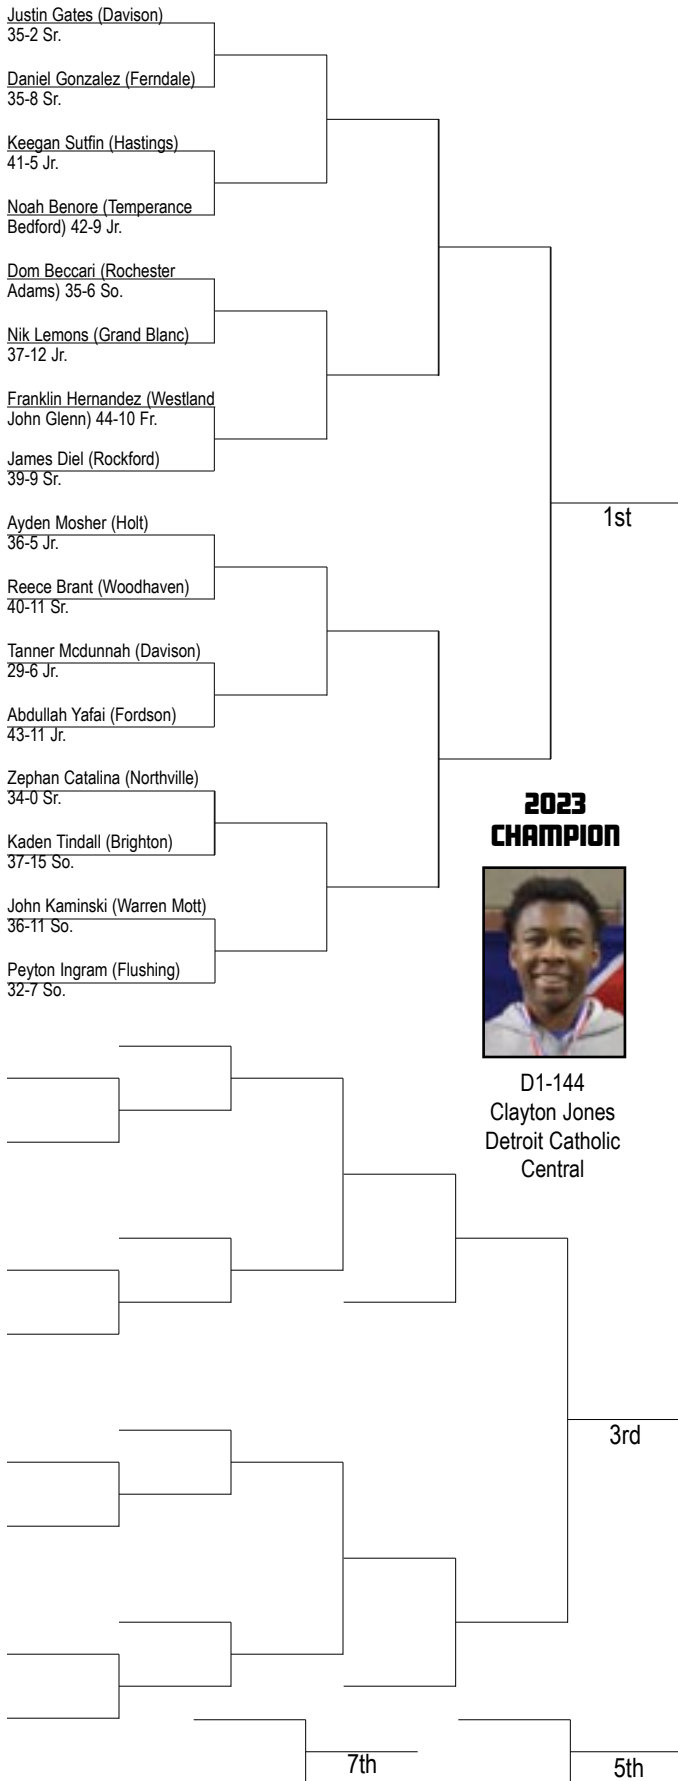 Justin Gates (Davison)
35-2 Sr.
Daniel Gonzalez (Ferndale)
35-8 Sr.
Keegan Sutfin (Hastings)
41-5 Jr.
Noah Benore (Temperance
Bedford) 42-9 Jr.
Dom Beccari (Rochester
Adams) 35-6 So.
Nik Lemons (Grand Blanc)
37-12 Jr.
Franklin Hernandez (Westland
John Glenn) 44-10 Fr.
James Diel (Rockford)
39-9 Sr.
Ayden Mosher (Holt)
36-5 Jr.
Reece Brant (Woodhaven)
40-11 Sr.
Tanner Mcdunnah (Davison)
29-6 Jr.
Abdullah Yafai (Fordson)
43-11 Jr.
Zephan Catalina (Northville)
34-0 Sr.
Kaden Tindall (Brighton)
37-15 So.
John Kaminski (Warren Mott)
36-11 So.
Peyton Ingram (Flushing)
32-7 So.
1st
2023
CHAMPION
D1-144
Clayton Jones
Detroit Catholic
Central
3rd
7th
5th